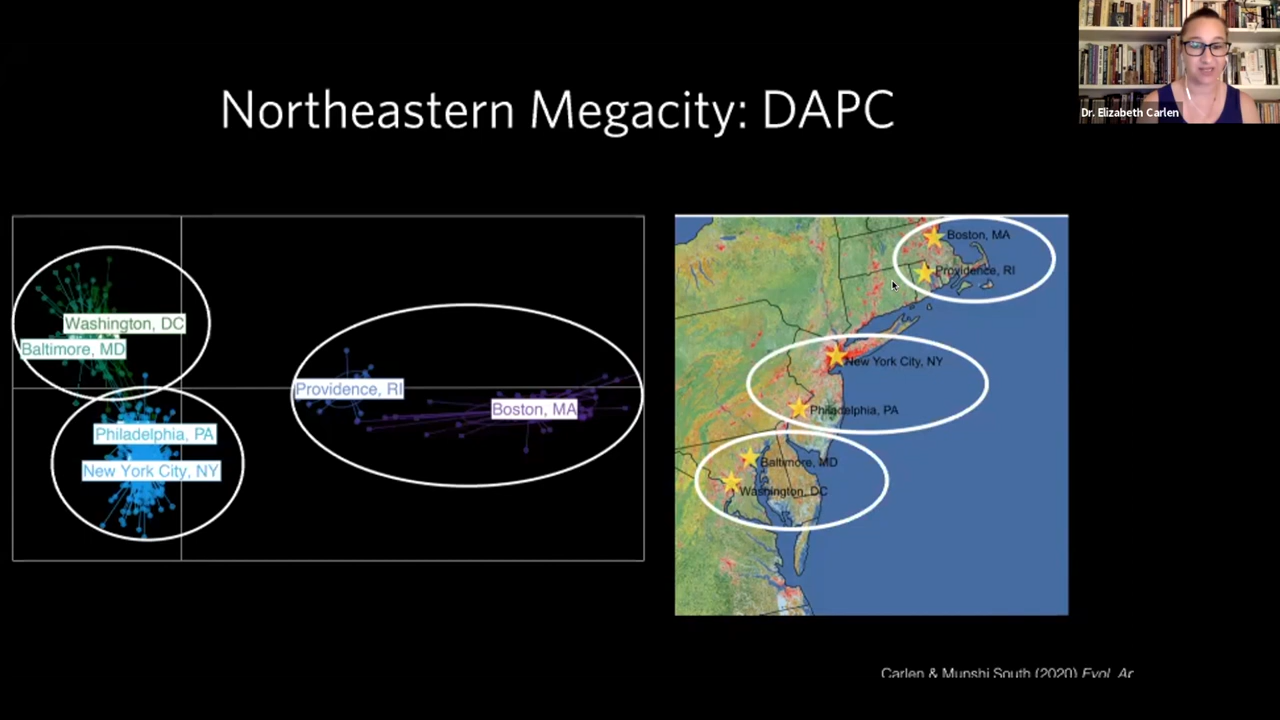 Northeastern Megacity: DAPC
Dr. Elizabeth Carlen
Washington, DC
Baltimore, MD
Philadelphia, PA
New York City, NY
Providence, RI
Boston, MA
Boston, MA
Providence, RI
New York City, NY
Philadelphia, PA
Baltimore, MD
Washington, DC
Carlen & Munshi South (2020) Evol. Ap